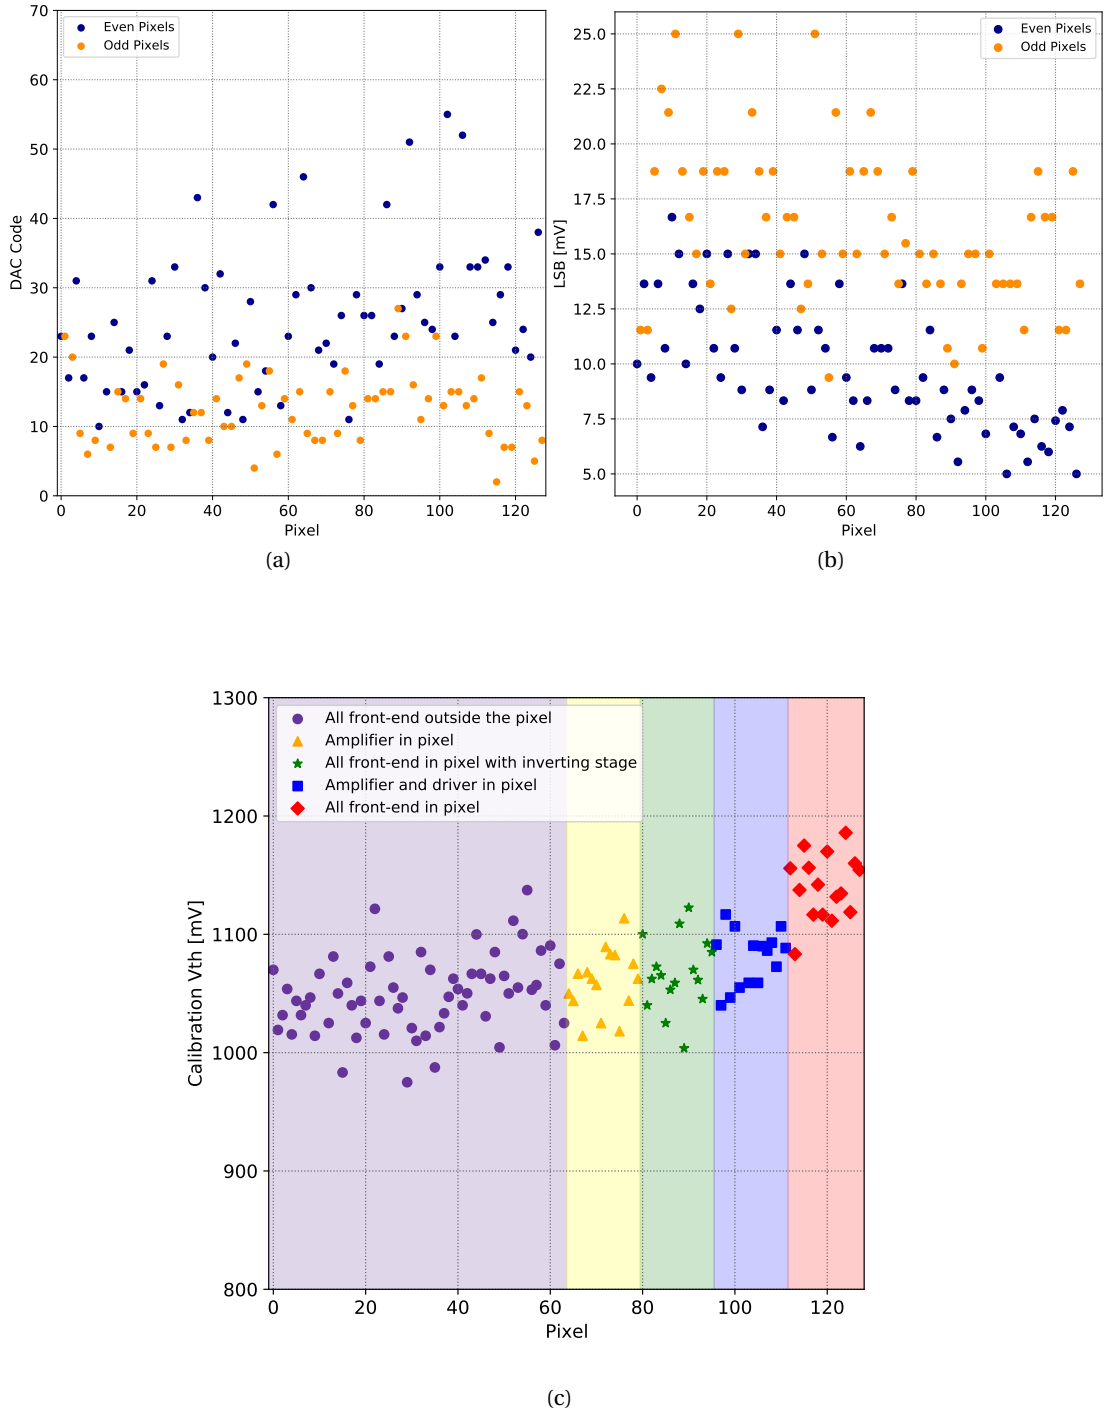 Even Pixels
Odd Pixels
70
60
50
40
30
20
10
0
DAC Code
0 20 40 60 80 100 120
Pixel
(a)
Even Pixels
Odd Pixels
25.0
22.5
20.0
17.5
15.0
12.5
10.0
7.5
5.0
LSB [mV]
0 20 40 60 80 100 120
Pixel
(b)
All front-end outside the pixel
Amplifier in pixel
All front-end in pixel with inverting stage
Amplifier and driver in pixel
All front-end in pixel
1300
1200
1100
1000
900
800
Calibration Vth [mV]
0 20 40 60 80 100 120
Pixel
(c)